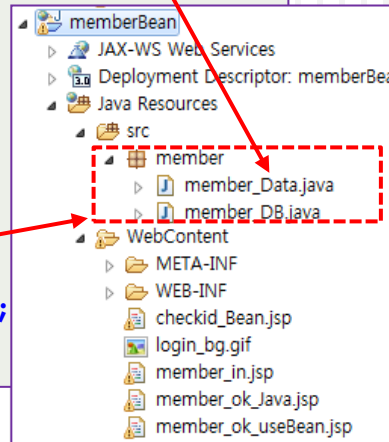 memberBean
JAX-WS Web Services
3.0 Deployment Descriptor: memberBea
Java Resources
src
member
member_Data.java
member_DB.java
WebContent
META-INF
WEB-INF
checkid_Bean.jsp
;
login_bg.gif
member_in.jsp
member_ok_Java.jsp
member_ok_useBean.jsp